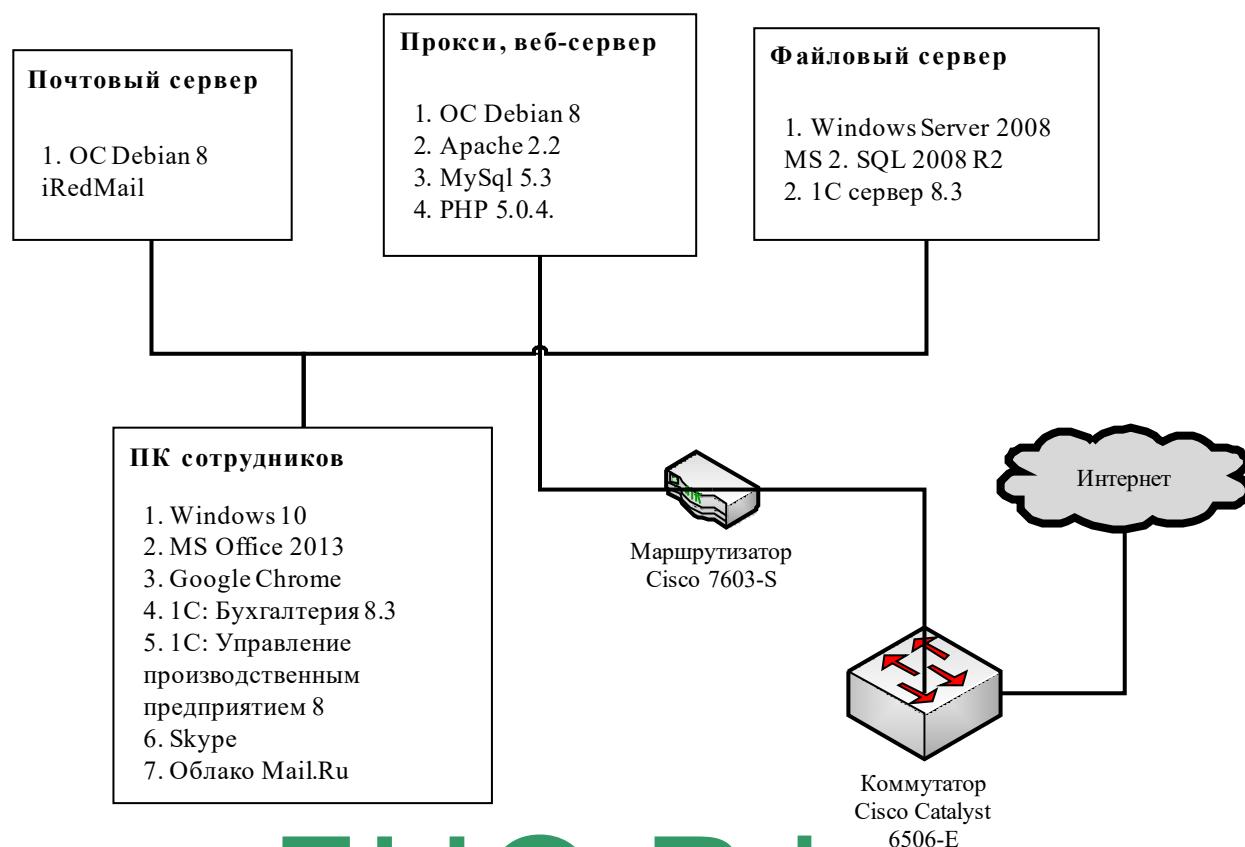 Почтовый сервер
1. ОС Debian 8
iRedMail
Прокси, веб-сервер
1. ОС Debian 8
2. Apache 2.2
3. MySql 5.3
4. PHP 5.0.4.
Файловый сервер
1. Windows Server 2008
MS 2. SQL 2008 R2
2. 1С сервер 8.3
ПК сотрудников
1. Windows 10
2. MS Office 2013
3. Google Chrome
4. 1С: Бухгалтерия 8.3
5. 1С: Управление
производственным
предприятием 8
6. Skype
7. Облако Mail.Ru
Маршрутизатор
Cisco 7603-S
Интернет
Коммутатор
Cisco Catalyst
6506-E